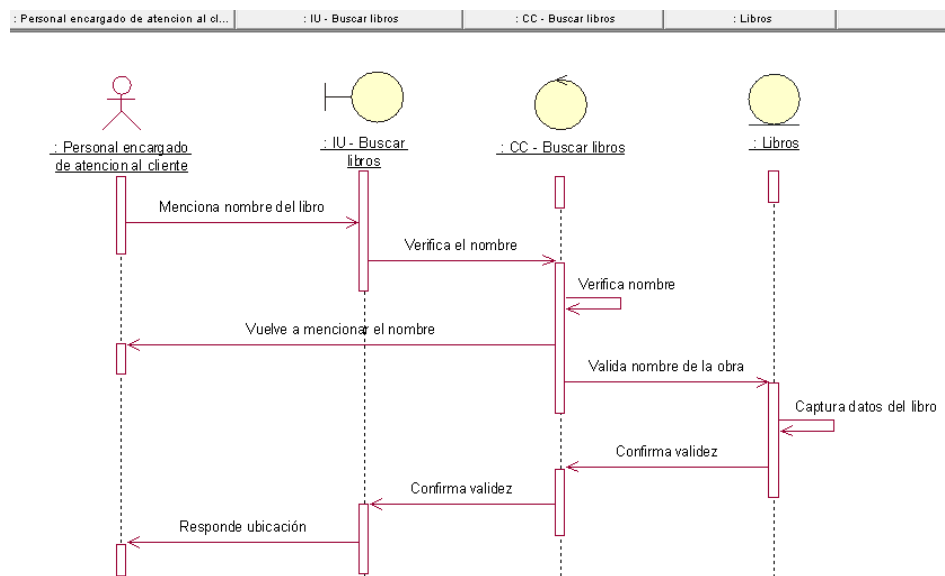 : Personal encargado de atencion al cl...
: IU - Buscar libros
: CC - Buscar libros
: Libros
: Personal encargado
de atencion al cliente
: IU - Buscar
libros
: CC - Buscar libros
: Libros
Menciona nombre del libro
Verifica el nombre
Verifica nombre
Vuelve a mencionar el nombre
Valida nombre de la obra
Captura datos del libro
Confirma validez
Confirma validez
Responde ubicación